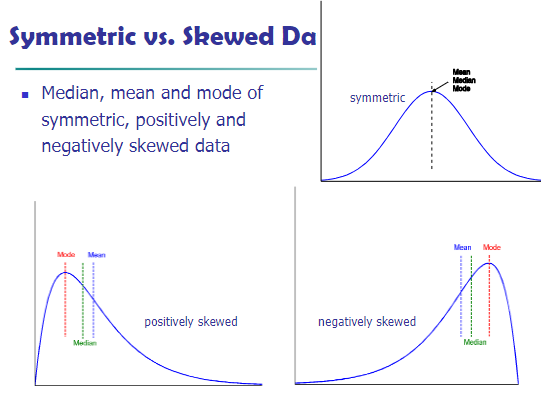 Symmetric vs. Skewed Da
Median, mean and mode of
symmetric, positively and
negatively skewed data
symmetric
Mean
Median
Mode
Mode Mean
Median
positively skewed
Mean Mode
Median
negatively skewed